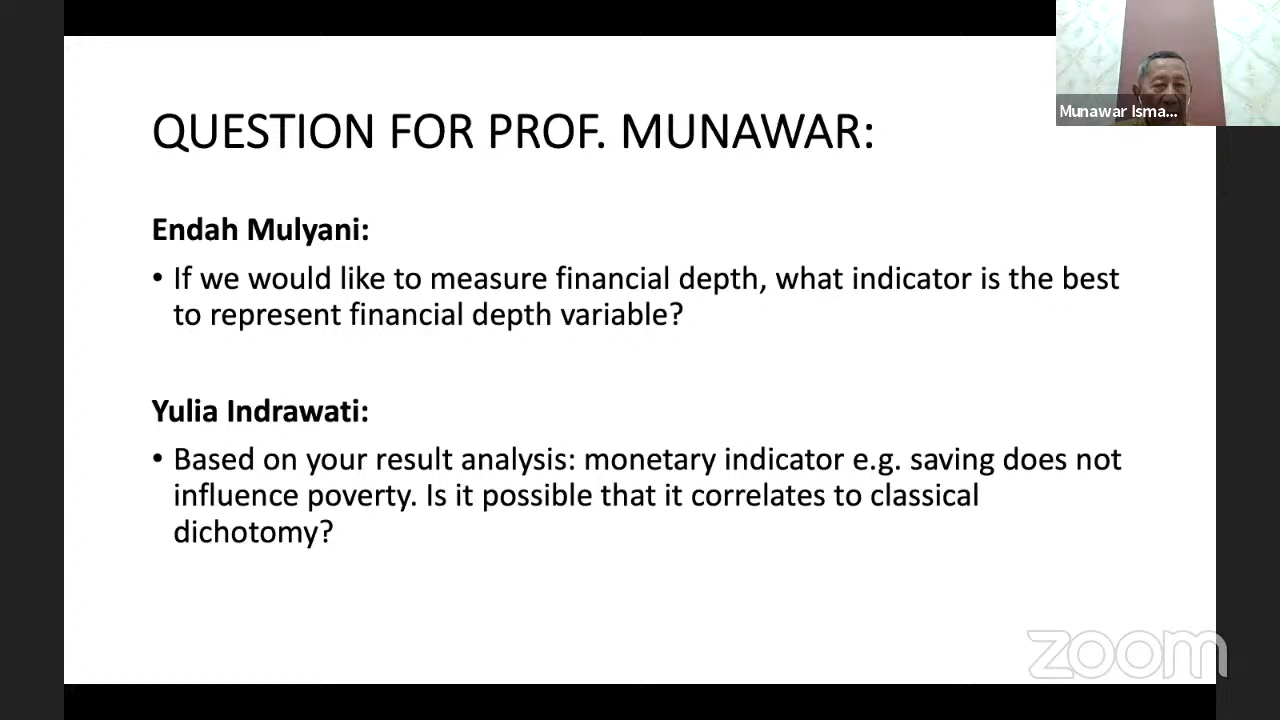 Munawar Isma...
QUESTION FOR PROF. MUNAWAR:
Endah Mulyani:
• If we would like to measure financial depth, what indicator is the best
to represent financial depth variable?
Yulia Indrawati:
• Based on your result analysis: monetary indicator e.g. saving does not
influence poverty. Is it possible that it correlates to classical
dichotomy?
zoom